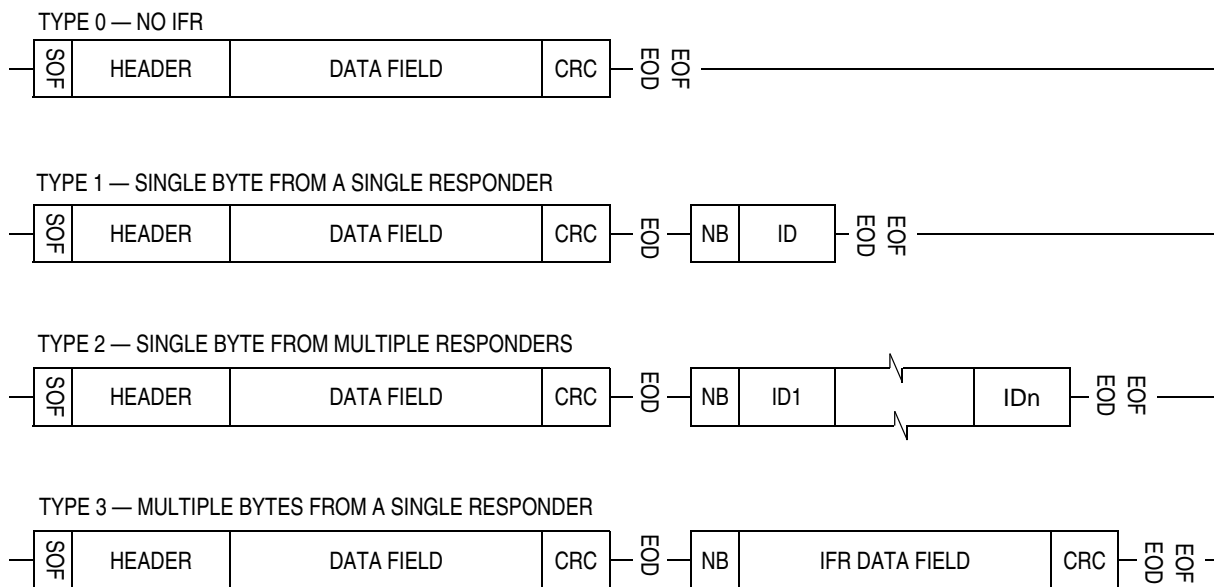 TYPE 0 — NO IFR
SOF HEADER DATA FIELD CRC EOD EOF
TYPE 1 — SINGLE BYTE FROM A SINGLE RESPONDER
SOF HEADER DATA FIELD CRC EOD NB ID EOD EOF
TYPE 2 — SINGLE BYTE FROM MULTIPLE RESPONDERS
SOF HEADER DATA FIELD CRC EOD NB ID1 IDn EOD EOF
TYPE 3 — MULTIPLE BYTES FROM A SINGLE RESPONDER
SOF HEADER DATA FIELD CRC EOD NB IFR DATA FIELD CRC EOD EOF